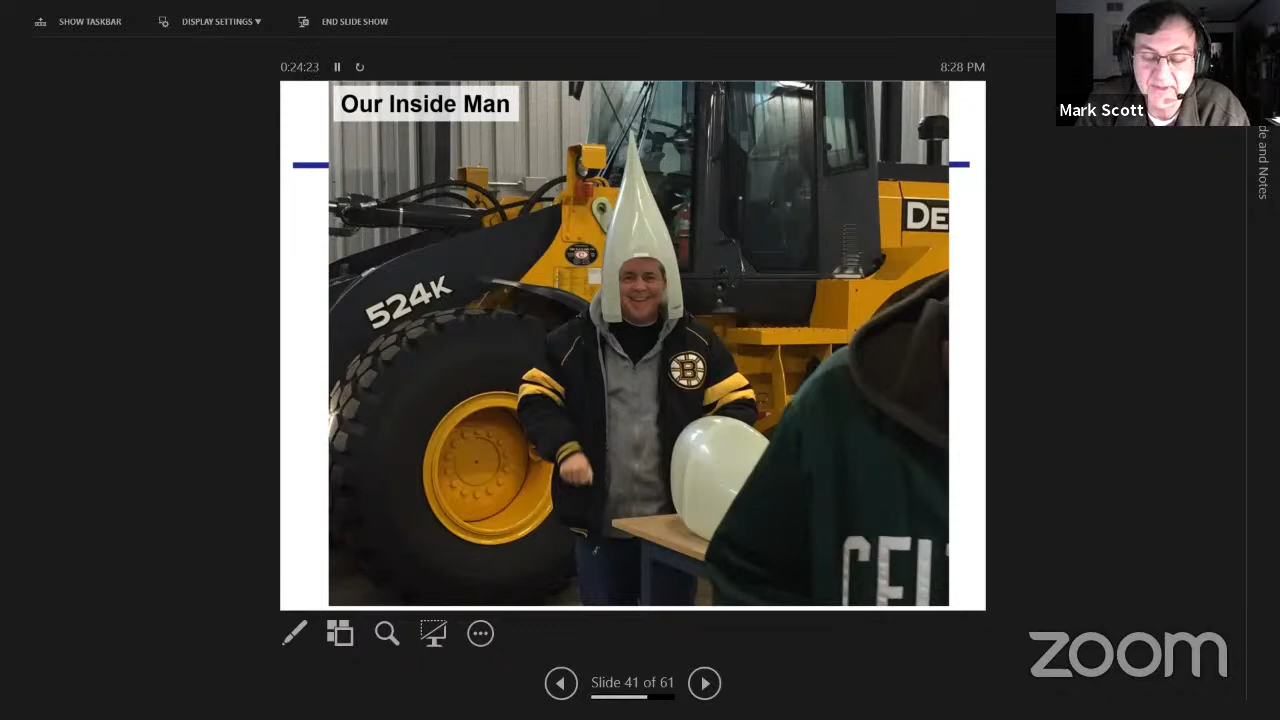 SHOW TASKBAR
DISPLAY SETTINGS ▼
END SLIDE SHOW
0:24:23
8:28 PM
Mark Scott
Our Inside Man
DE
524K
B
CEL
de and Notes
Slide 41 of 61
zoom